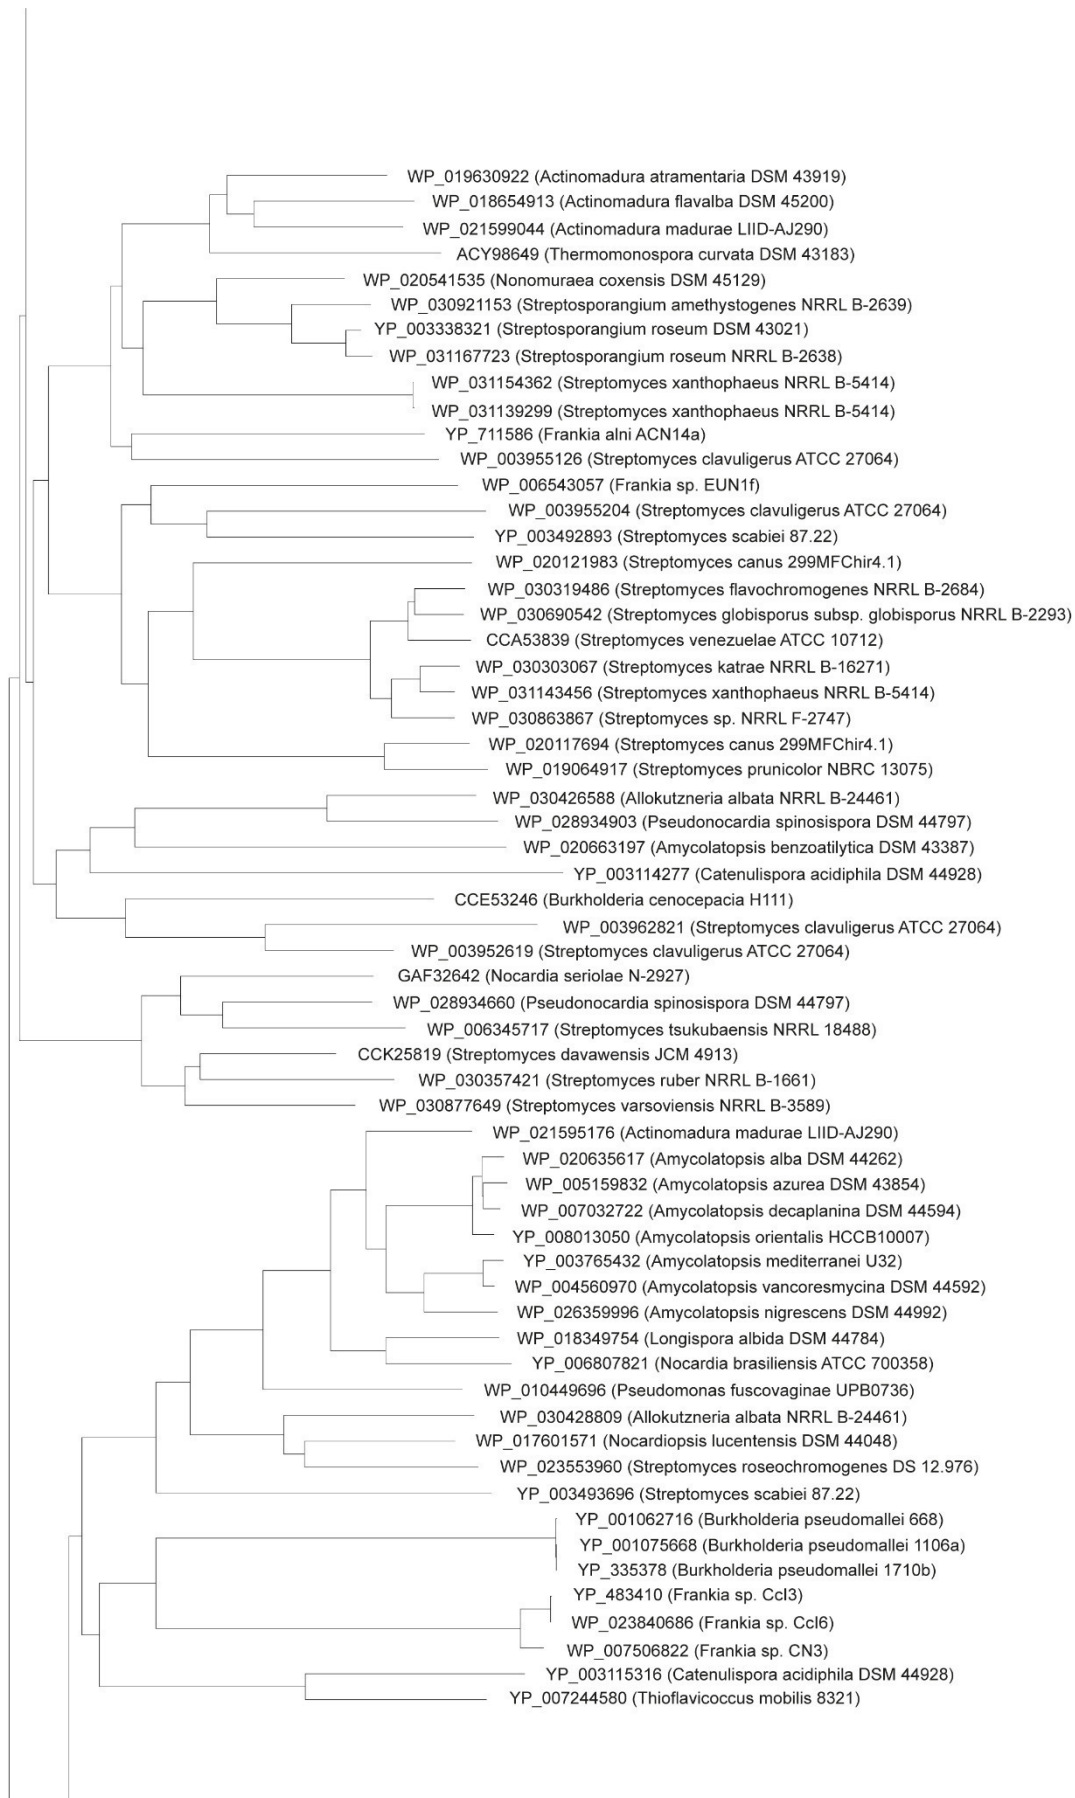 WP_019630922 (Actinomadura atramentaria DSM 43919)
WP_018654913 (Actinomadura flavalba DSM 45200)
WP_021599044 (Actinomadura madurae LIID-AJ290)
ACY98649 (Thermomonospora curvata DSM 43183)
WP_020541535 (Nonomuraea coxensis DSM 45129)
WP_030921153 (Streptosporangium amethystogenes NRRL B-2639)
YP_003338321 (Streptosporangium roseum DSM 43021)
WP_031167723 (Streptosporangium roseum NRRL B-2638)
WP_031154362 (Streptomyces xanthophaeus NRRL B-5414)
WP_031139299 (Streptomyces xanthophaeus NRRL B-5414)
YP_711586 (Frankia alni ACN14a)
WP_003955126 (Streptomyces clavuligerus ATCC 27064)
WP_006543057 (Frankia sp. EUN1f)
WP_003955204 (Streptomyces clavuligerus ATCC 27064)
YP_003492893 (Streptomyces scabiei 87.22)
WP_020121983 (Streptomyces canus 299MFChir4.1)
WP_030319486 (Streptomyces flavochromogenes NRRL B-2684)
WP_030690542 (Streptomyces globisporus subsp. globisporus NRRL B-2293)
CCA53839 (Streptomyces venezuelae ATCC 10712)
WP_030303067 (Streptomyces katrae NRRL B-16271)
WP_031143456 (Streptomyces xanthophaeus NRRL B-5414)
WP_030863867 (Streptomyces sp. NRRL F-2747)
WP_020117694 (Streptomyces canus 299MFChir4.1)
WP_019064917 (Streptomyces prunicolor NBRC 13075)
WP_030426588 (Allokutzneria albata NRRL B-24461)
WP_028934903 (Pseudonocardia spinosispora DSM 44797)
WP_020663197 (Amycolatopsis benzoatilytica DSM 43387)
YP_003114277 (Catenulispora acidiphila DSM 44928)
CCE53246 (Burkholderia cenocepacia H111)
WP_003962821 (Streptomyces clavuligerus ATCC 27064)
WP_003952619 (Streptomyces clavuligerus ATCC 27064)
GAF32642 (Nocardia seriolae N-2927)
WP_028934660 (Pseudonocardia spinosispora DSM 44797)
WP_006345717 (Streptomyces tsukubaensis NRRL 18488)
CCK25819 (Streptomyces davawensis JCM 4913)
WP_030357421 (Streptomyces ruber NRRL B-1661)
WP_030877649 (Streptomyces varsoviensis NRRL B-3589)
WP_021595176 (Actinomadura madurae LIID-AJ290)
WP_020635617 (Amycolatopsis alba DSM 44262)
WP_005159832 (Amycolatopsis azurea DSM 43854)
WP_007032722 (Amycolatopsis decaplanina DSM 44594)
YP_008013050 (Amycolatopsis orientalis HCCB10007)
YP_003765432 (Amycolatopsis mediterranei U32)
WP_004560970 (Amycolatopsis vancoresmycina DSM 44592)
WP_026359996 (Amycolatopsis nigrescens DSM 44992)
WP_018349754 (Longispora albida DSM 44784)
YP_006807821 (Nocardia brasiliensis ATCC 700358)
WP_010449696 (Pseudomonas fuscovaginae UPB0736)
WP_030428809 (Allokutzneria albata NRRL B-24461)
WP_017601571 (Nocardiopsis lucentensis DSM 44048)
WP_023553960 (Streptomyces roseochromogenes DS 12.976)
YP_003493696 (Streptomyces scabiei 87.22)
YP_001062716 (Burkholderia pseudomallei 668)
YP_001075668 (Burkholderia pseudomallei 1106a)
YP_335378 (Burkholderia pseudomallei 1710b)
YP_483410 (Frankia sp. CcI3)
WP_023840686 (Frankia sp. CcI6)
WP_007506822 (Frankia sp. CN3)
YP_003115316 (Catenulispora acidiphila DSM 44928)
YP_007244580 (Thioflavicoccus mobilis 8321)